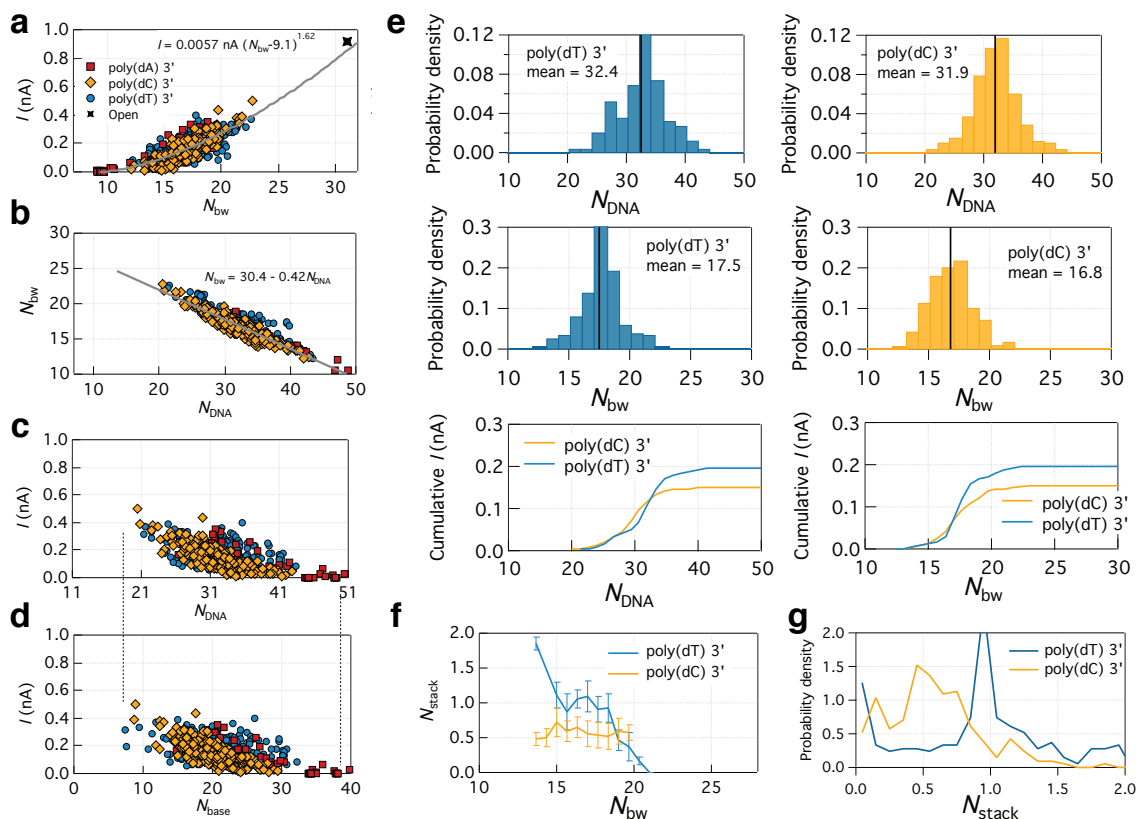 a
I = 0.0057 nA (Nbw-9.1)^1.62
poly(dA) 3'
poly(dC) 3'
poly(dT) 3'
Open
I (nA)
1.0
0.8
0.6
0.4
0.2
0.0
10 15 20 25 30
Nbw
b
Nbw = 30.4 - 0.42NDNA
Nbw
30
25
20
15
10
10 20 30 40 50
NDNA
c
I (nA)
1.0
0.8
0.6
0.4
0.2
0.0
11 21 31 41 51
NDNA
d
I (nA)
1.0
0.8
0.6
0.4
0.2
0.0
0 10 20 30 40
Nbase
e
Probability density
0.12
0.08
0.04
0.00
poly(dT) 3'
mean = 32.4
10 20 30 40 50
NDNA
Probability density
0.12
0.08
0.04
0.00
poly(dC) 3'
mean = 31.9
10 20 30 40 50
NDNA
Probability density
0.3
0.2
0.1
0.0
poly(dT) 3'
mean = 17.5
10 15 20 25 30
Nbw
Probability density
0.3
0.2
0.1
0.0
poly(dC) 3'
mean = 16.8
10 15 20 25 30
Nbw
Cumulative I (nA)
0.2
0.1
0.0
poly(dC) 3'
poly(dT) 3'
10 20 30 40 50
NDNA
Cumulative I (nA)
0.2
0.1
0.0
poly(dC) 3'
poly(dT) 3'
10 15 20 25 30
Nbw
f
Nstack
2.0
1.5
1.0
0.5
0.0
poly(dT) 3'
poly(dC) 3'
15 20 25
Nbw
g
Probability density
2.0
1.5
1.0
0.5
0.0
poly(dT) 3'
poly(dC) 3'
0.0 0.5 1.0 1.5 2.0
Nstack